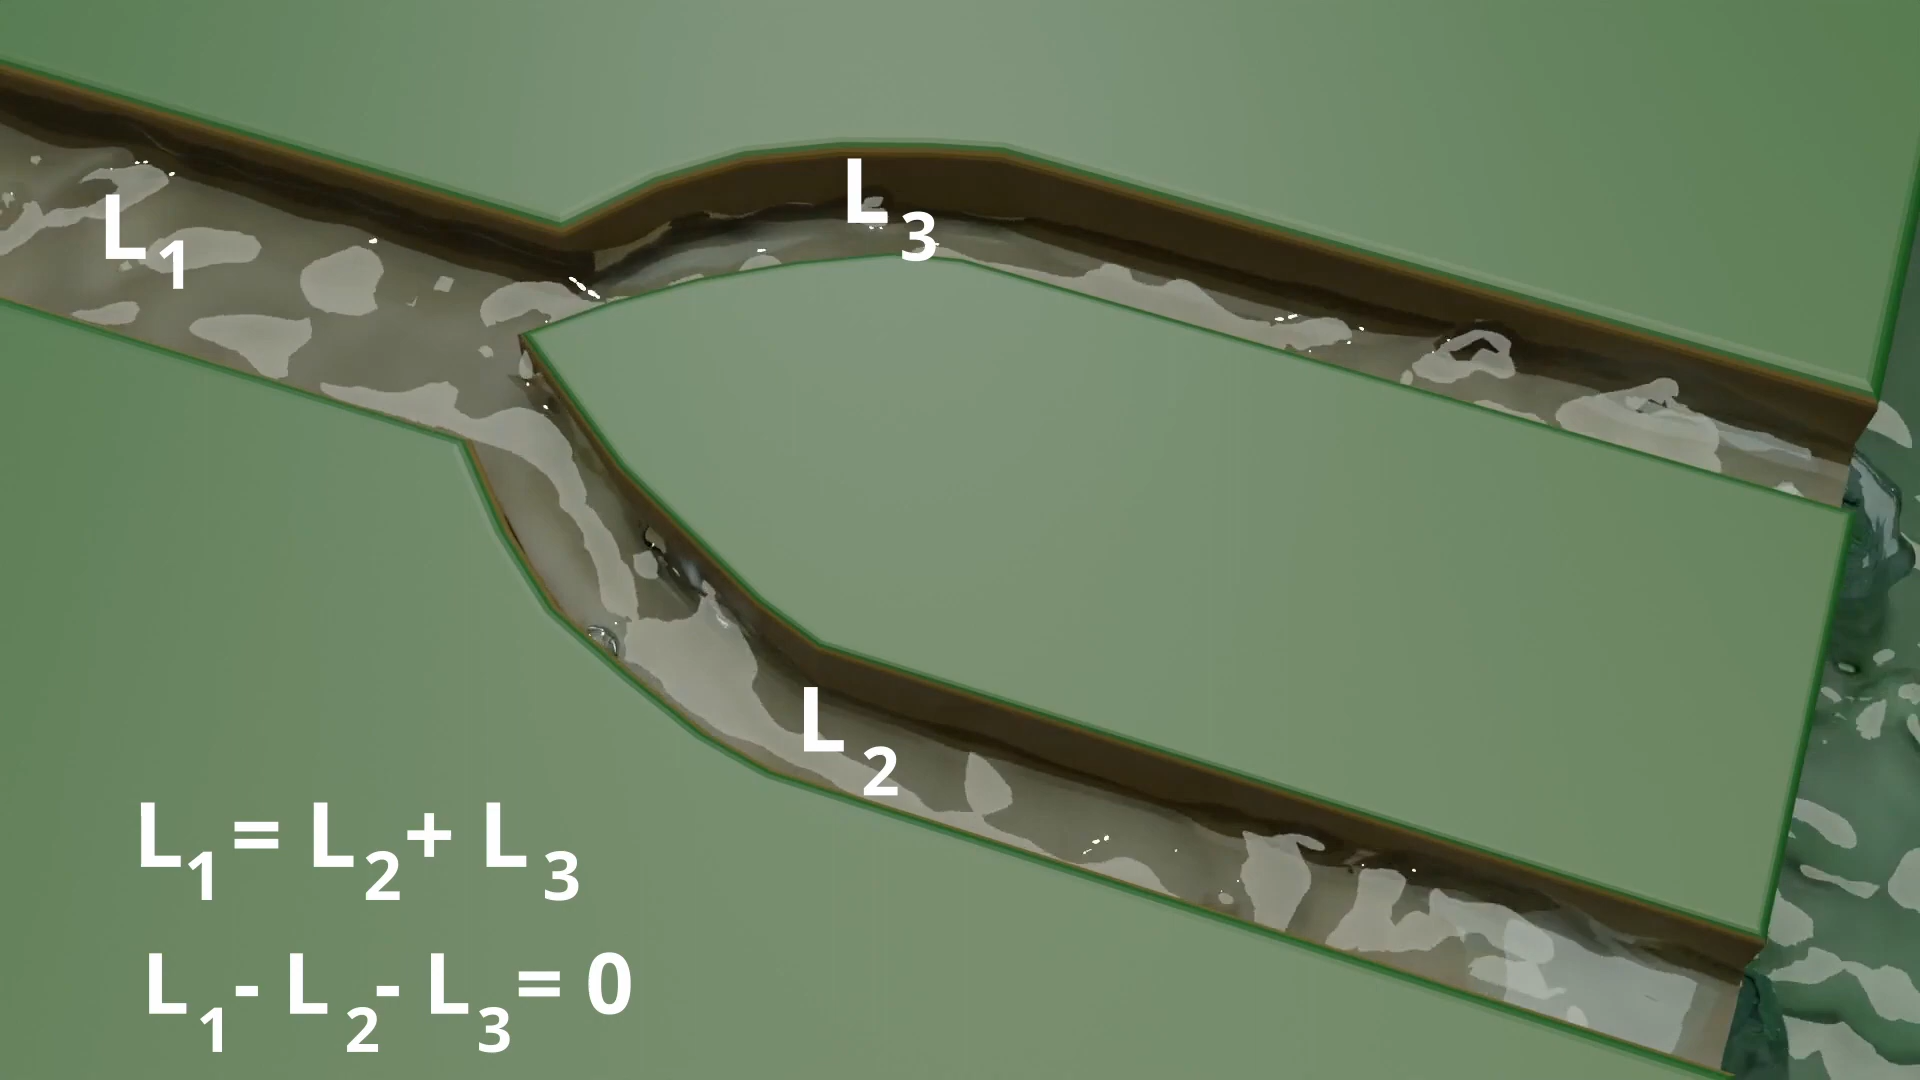 L₁
L₃
L₂
L₁ = L₂ + L₃
L₁ - L₂ - L₃ = 0